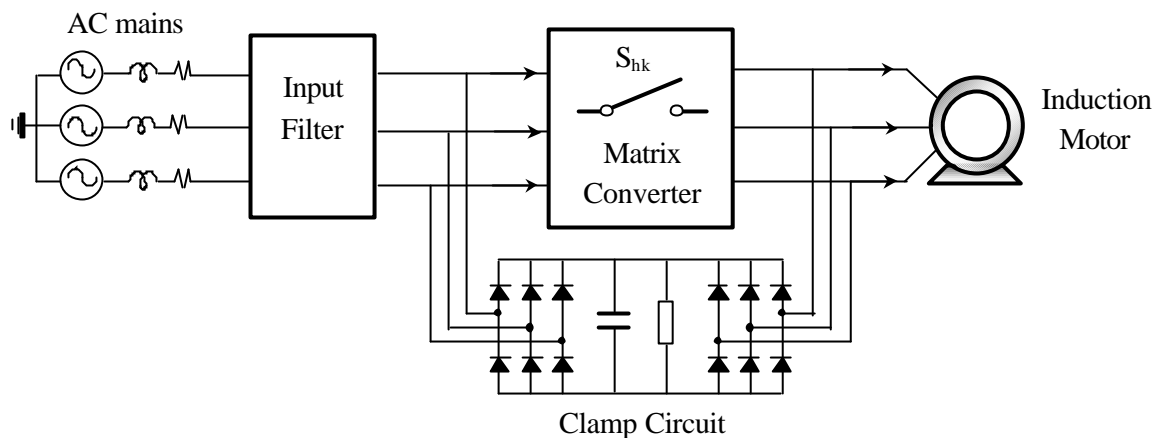 AC mains
Input
Filter
S_hk
Matrix
Converter
Induction
Motor
Clamp Circuit